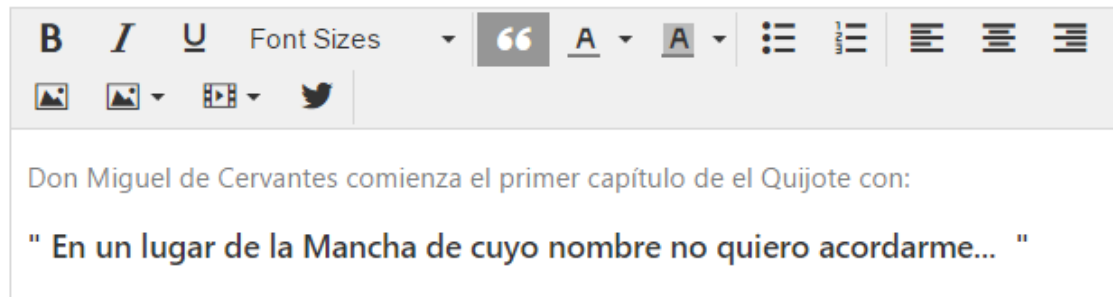 B I U Font Sizes 66 A A
Don Miguel de Cervantes comienza el primer capítulo de el Quijote con:
" En un lugar de la Mancha de cuyo nombre no quiero acordarme... "